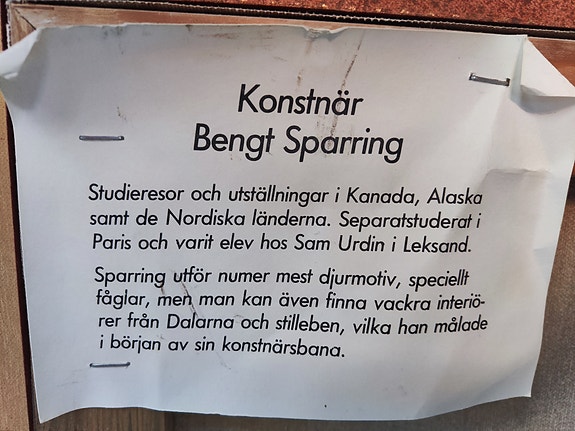 Konstnär
Bengt Sparring
Studieresor och utställningar i Kanada, Alaska
samt de Nordiska länderna. Separatstuderat i
Paris och varit elev hos Sam Urdin i Leksand.
Sparring utför numer mest djurmotiv, speciellt
fåglar, men man kan även finna vackra interiö-
rer från Dalarna och stilleben, vilka han målade
i början av sin konstnärsbana.